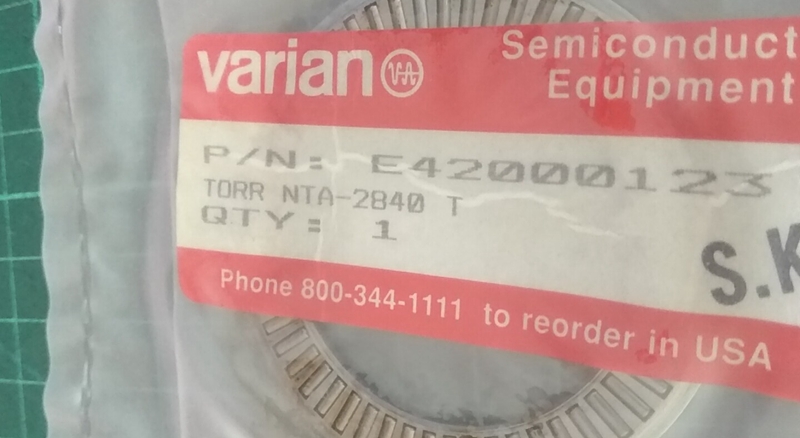 varian
Semiconduct
Equipment
P/N: E42000123
TORR NTA-2840 T
QTY: 1
S.K
Phone 800-344-1111 to reorder in USA